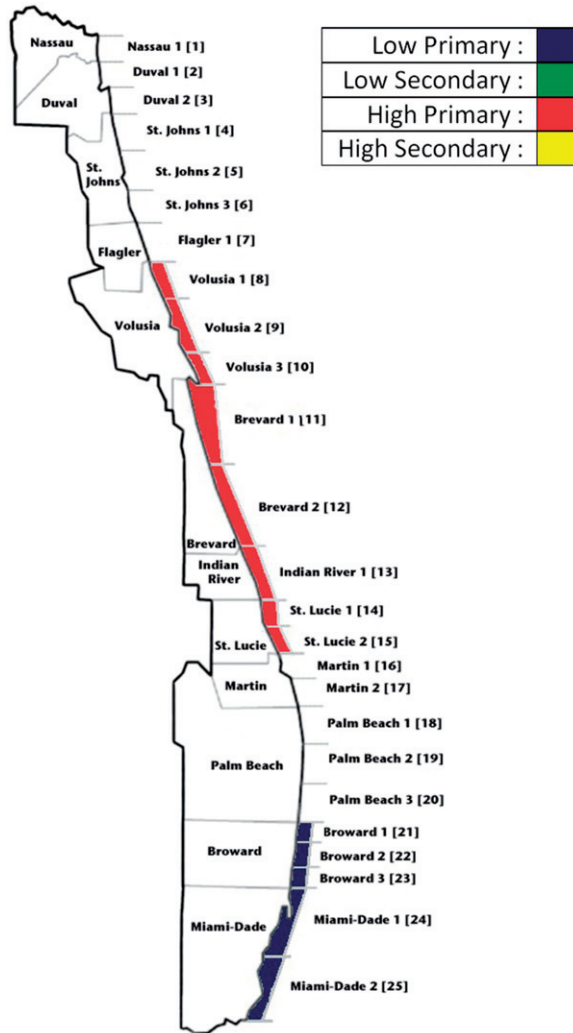 Nassau
Nassau 1 [1]
Low Primary :
Duval 1 [2]
Low Secondary :
Duval
Duval 2 [3]
High Primary :
St. Johns 1 [4]
High Secondary :
St.
Johns
St. Johns 2 [5]
St. Johns 3 [6]
Flagler 1 [7]
Flagler
Volusia 1 [8]
Volusia
Volusia 2 [9]
Volusia 3 [10]
Brevard 1 [11]
Brevard 2 [12]
Brevard
Indian
River
Indian River 1 [13]
St. Lucie 1 [14]
St. Lucie
St. Lucie 2 [15]
Martin 1 [16]
Martin
Martin 2 [17]
Palm Beach 1 [18]
Palm Beach
Palm Beach 2 [19]
Palm Beach 3 [20]
Broward 1 [21]
Broward
Broward 2 [22]
Broward 3 [23]
Miami-Dade
Miami-Dade 1 [24]
Miami-Dade 2 [25]